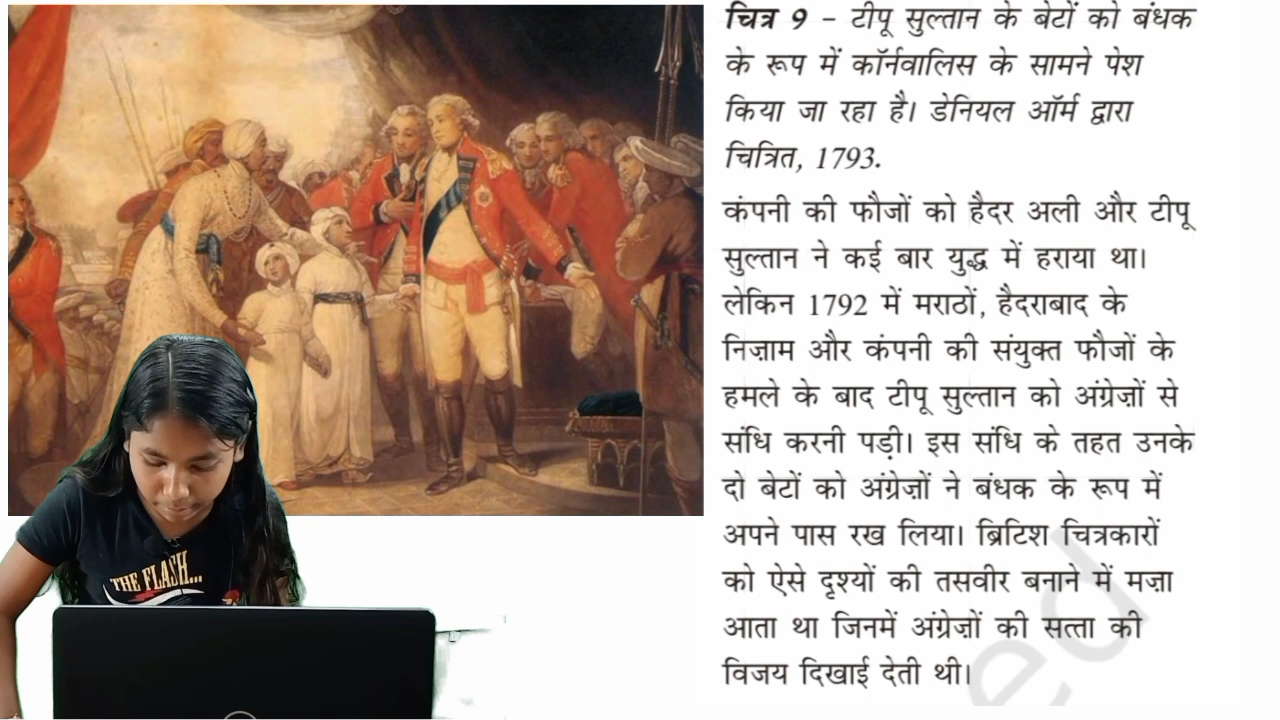 चित्र 9 - टीपू सुल्तान के बेटों को बंधक
के रूप में कॉर्नवालिस के सामने पेश
किया जा रहा है। डेनियल ऑर्म द्वारा
चित्रित, 1793.
कंपनी की फौजों को हैदर अली और टीपू
सुल्तान ने कई बार युद्ध में हराया था।
लेकिन 1792 में मराठों, हैदराबाद के
निज़ाम और कंपनी की संयुक्त फौजों के
हमले के बाद टीपू सुल्तान को अंग्रेज़ों से
संधि करनी पड़ी। इस संधि के तहत उनके
दो बेटों को अंग्रेज़ों ने बंधक के रूप में
अपने पास रख लिया। ब्रिटिश चित्रकारों
को ऐसे दृश्यों की तसवीर बनाने में मज़ा
आता था जिनमें अंग्रेज़ों की सत्ता की
विजय दिखाई देती थी।
THE FLASH...
ed